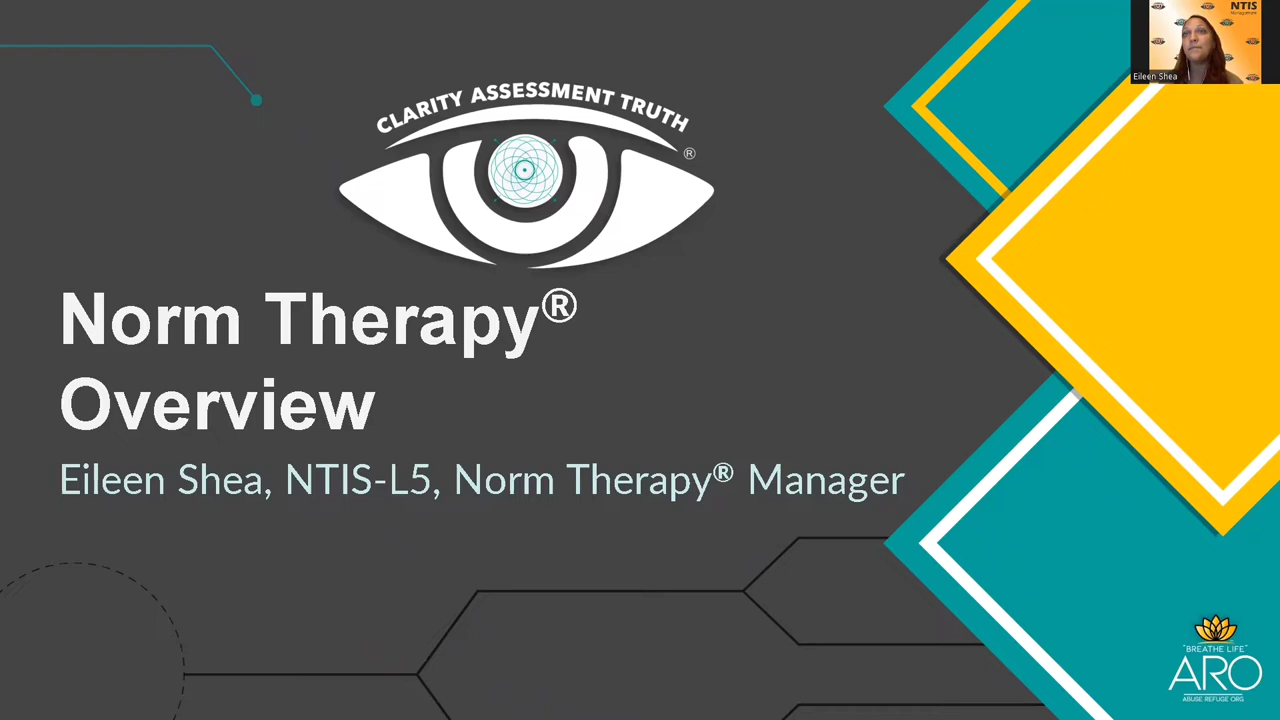 CLARITY ASSESSMENT TRUTH
®
Norm Therapy®
Overview
Eileen Shea, NTIS-L5, Norm Therapy® Manager
NTIS
Management
Eileen Shea
"BREATHE LIFE"
ARO
ABUSE REFUGE ORG